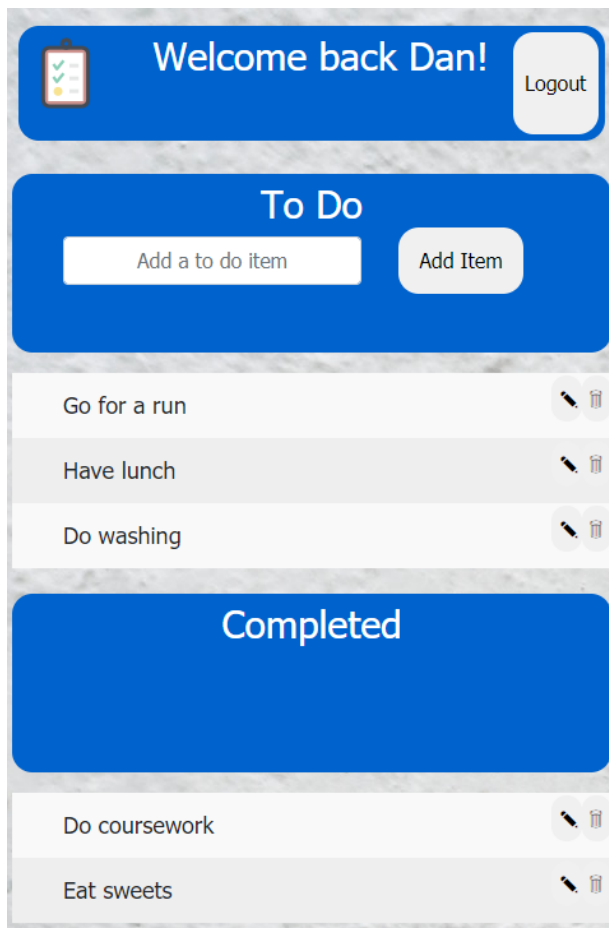 Welcome back Dan!
Logout
To Do
Add a to do item
Add Item
Go for a run
Have lunch
Do washing
Completed
Do coursework
Eat sweets